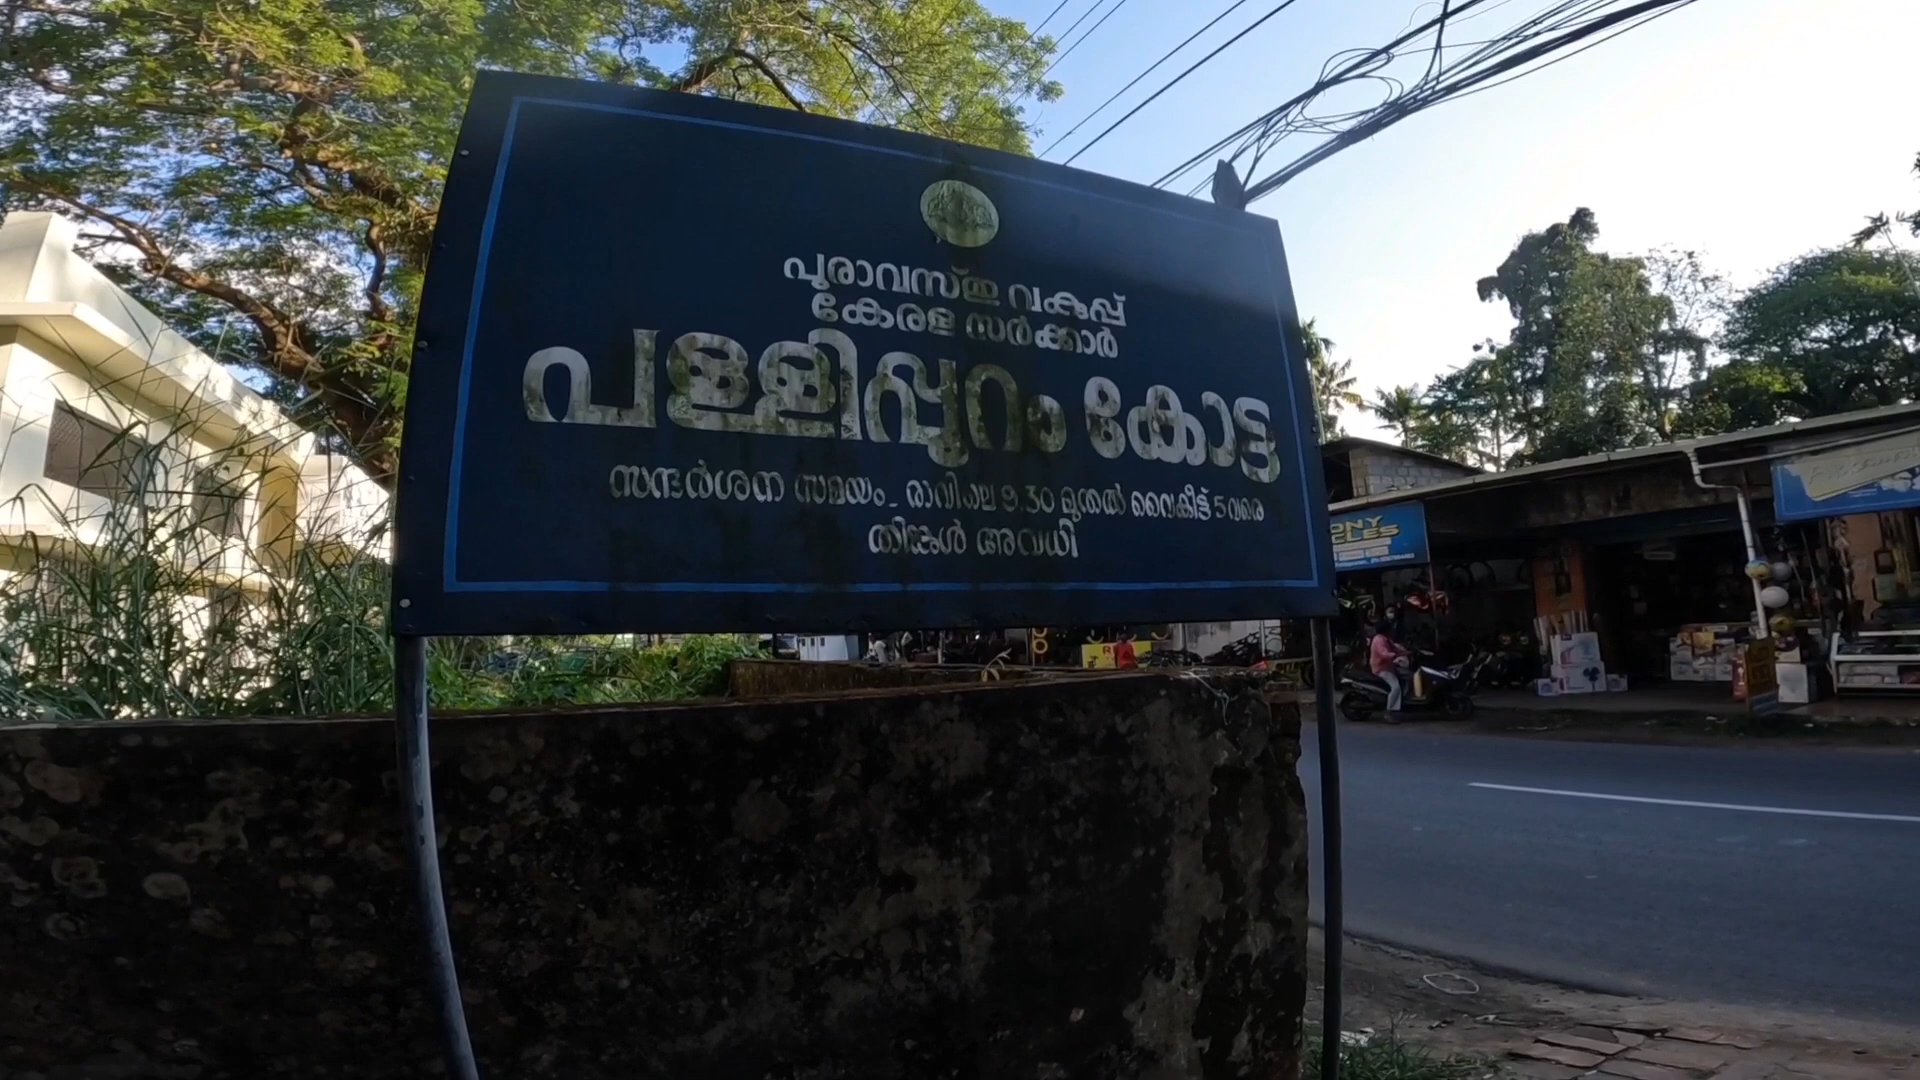 പുരാവസ്തു വകുപ്പ്
കേരള സർക്കാർ
പള്ളിപ്പുറം കോട്ട
സന്ദർശന സമയം - രാവിലെ 9.30 മുതൽ വൈകീട്ട് 5 വരെ
തിങ്കൾ അവധി